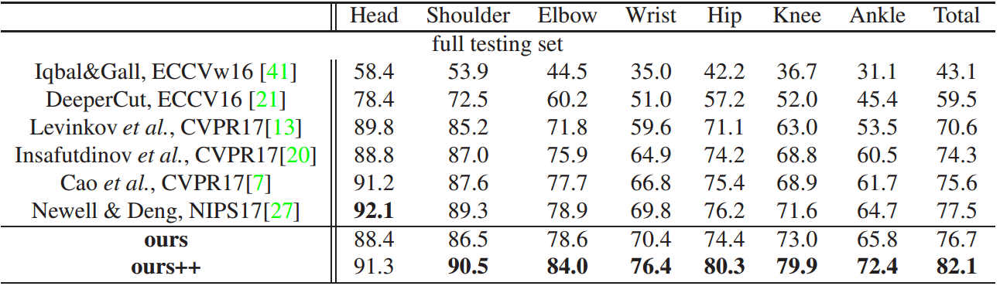 Head Shoulder Elbow Wrist Hip Knee Ankle Total
full testing set
Iqbal&Gall, ECCVw16 [41] 58.4 53.9 44.5 35.0 42.2 36.7 31.1 43.1
DeeperCut, ECCV16 [21] 78.4 72.5 60.2 51.0 57.2 52.0 45.4 59.5
Levinkov et al., CVPR17[13] 89.8 85.2 71.8 59.6 71.1 63.0 53.5 70.6
Insafutdinov et al., CVPR17[20] 88.8 87.0 75.9 64.9 74.2 68.8 60.5 74.3
Cao et al., CVPR17[7] 91.2 87.6 77.7 66.8 75.4 68.9 61.7 75.6
Newell & Deng, NIPS17[27] 92.1 89.3 78.9 69.8 76.2 71.6 64.7 77.5
ours 88.4 86.5 78.6 70.4 74.4 73.0 65.8 76.7
ours++ 91.3 90.5 84.0 76.4 80.3 79.9 72.4 82.1